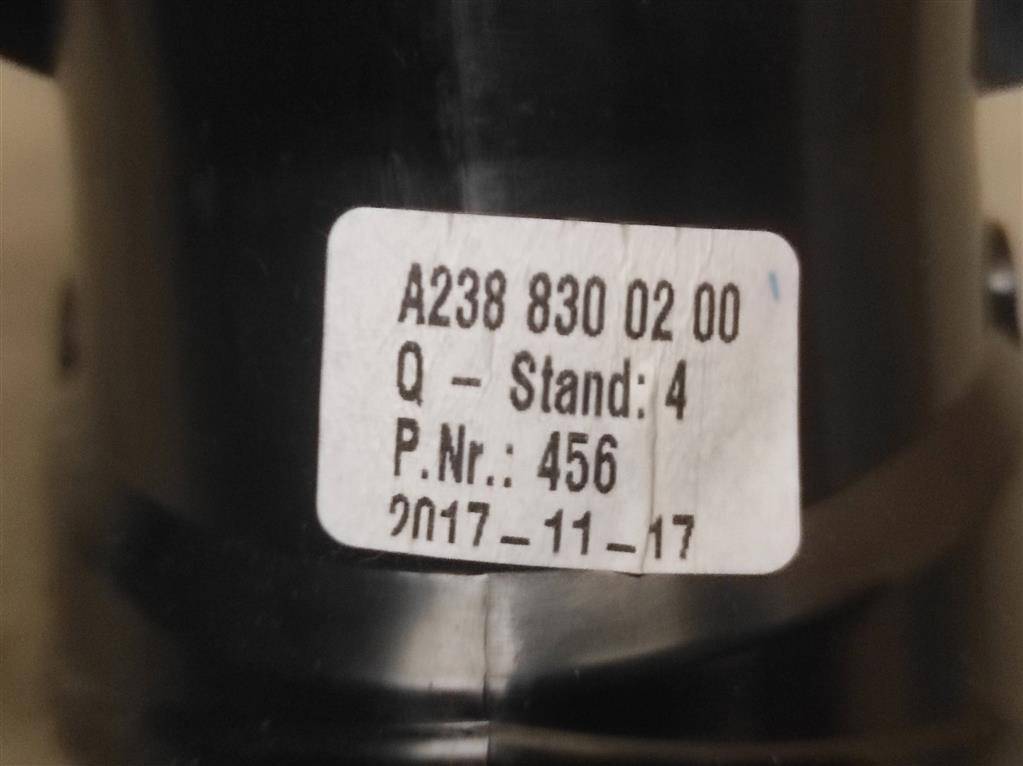 A238 830 02 00
Q – Stand: 4
P.Nr.: 456
2017-11-17